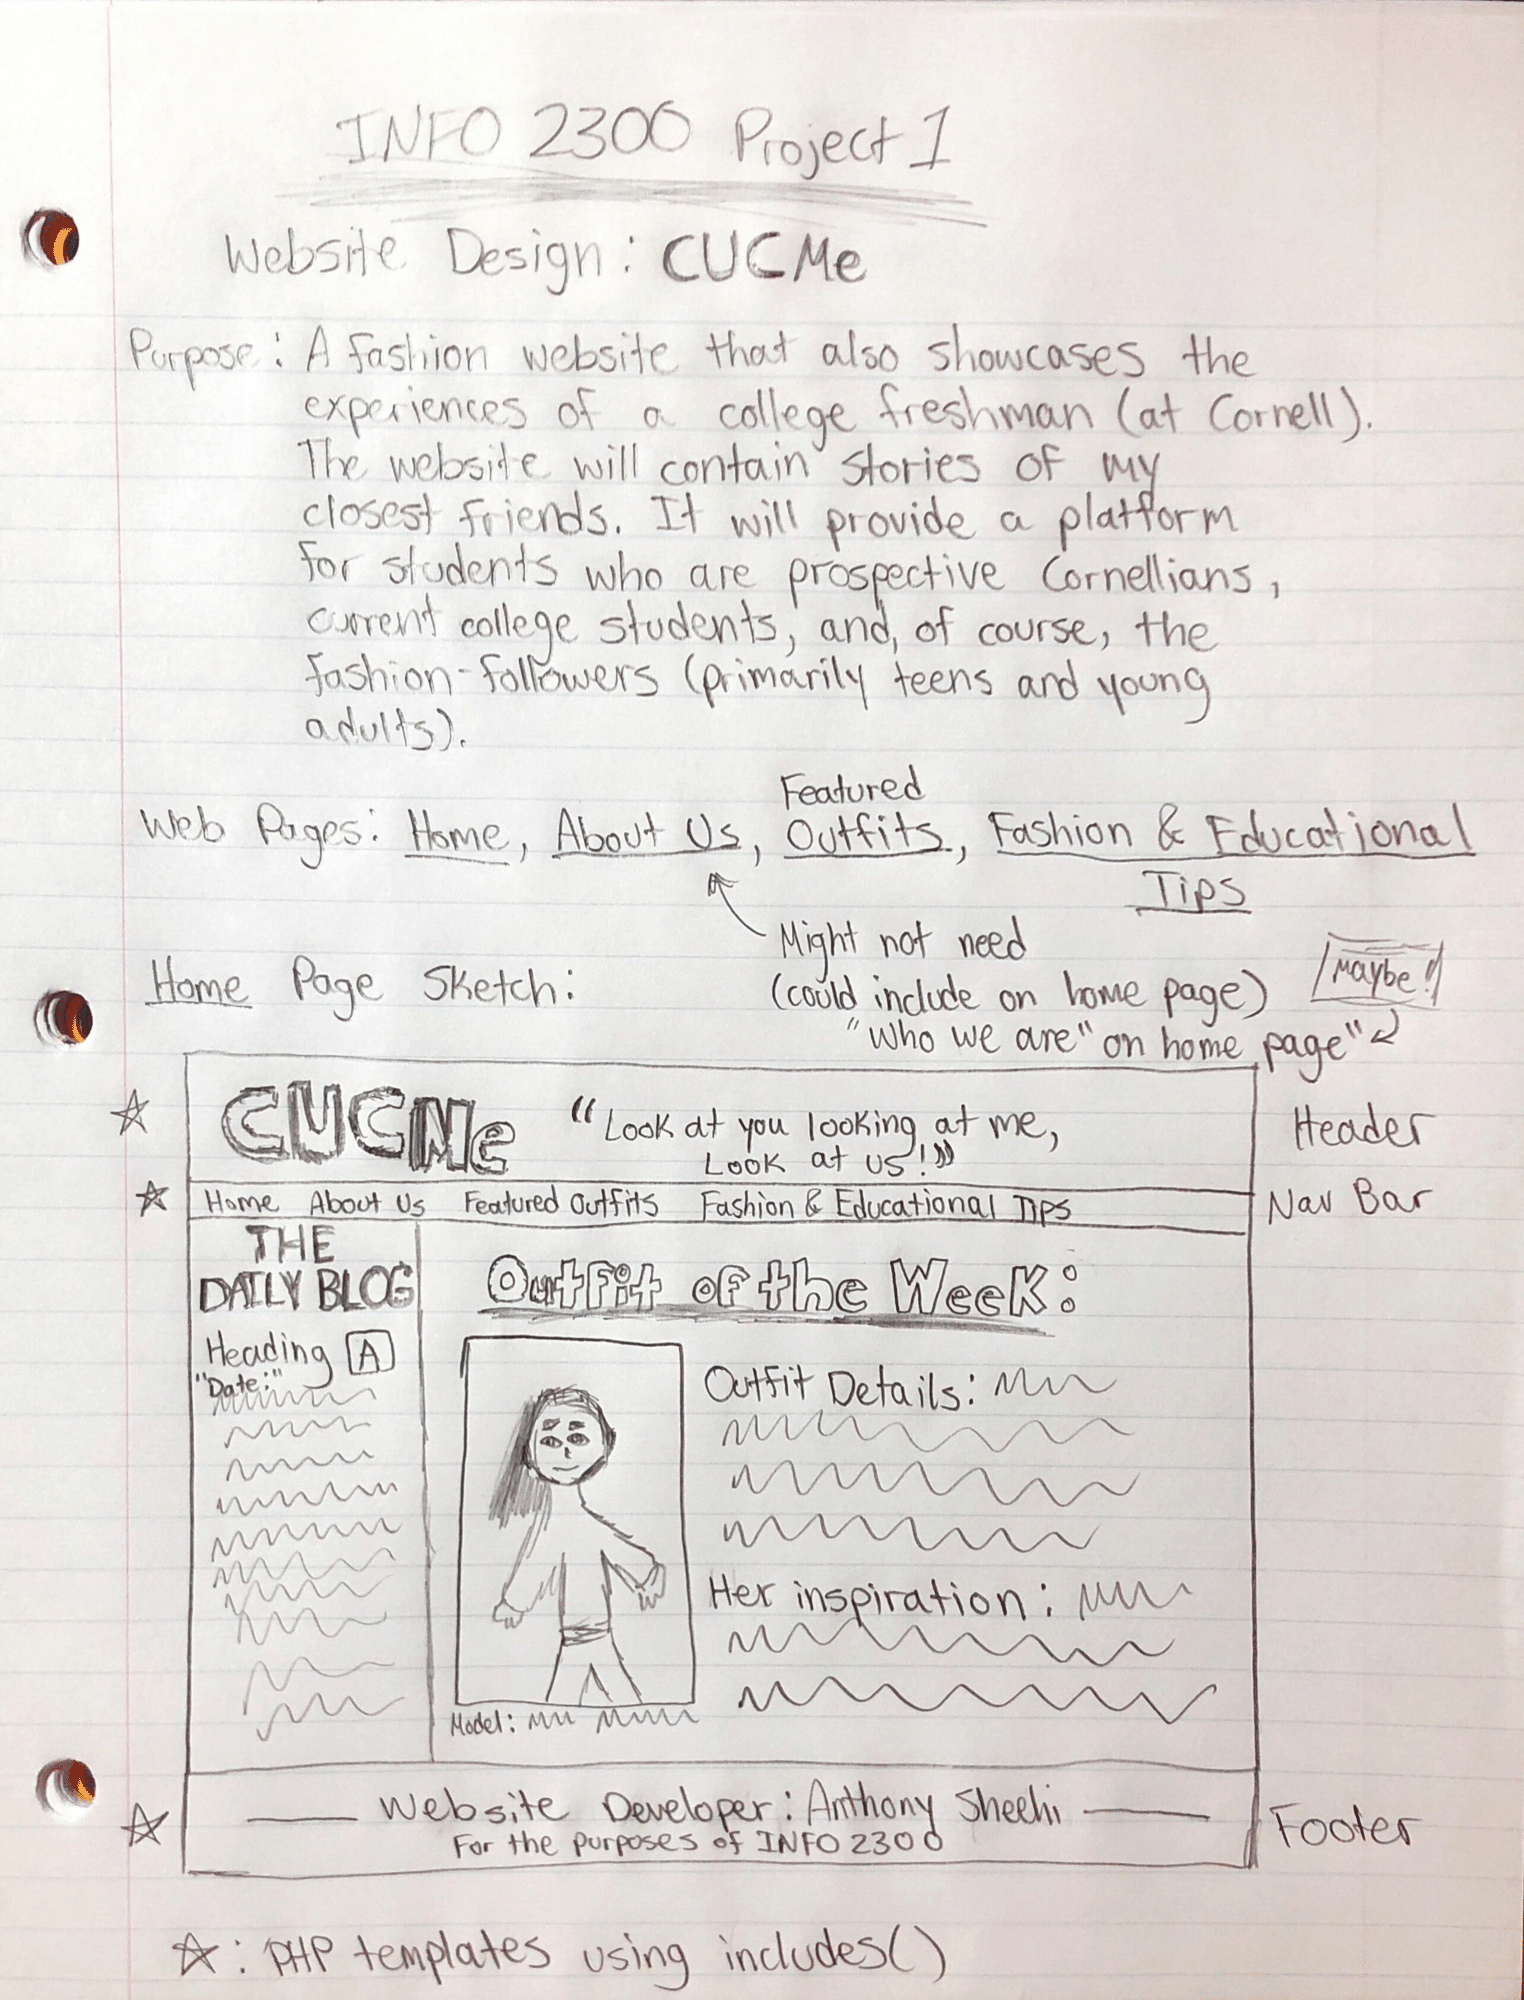 INFO 2300 Project 1
Website Design: CUCMe
Purpose: A fashion website that also showcases the
experiences of a college freshman (at Cornell).
The website will contain stories of my
closest friends. It will provide a platform
for students who are prospective Cornellians,
current college students, and, of course, the
fashion-followers (primarily teens and young
adults).
Featured
Web Pages: Home, About Us, Outfits, Fashion & Educational
Tips
Might not need
Home Page Sketch: (could include on home page) Maybe!
"Who we are" on home page"
CUCMe "Look at you looking at me,
Look at us!"
Header
Home About Us Featured Outfits Fashion & Educational Tips
Nav Bar
THE
DAILY BLOG
Heading A
"Date:"
Outfit of the Week:
Outfit Details:
Her inspiration:
Model:
Website Developer: Anthony Sheehi
For the purposes of INFO 2300
Footer
☆: PHP templates using includes()